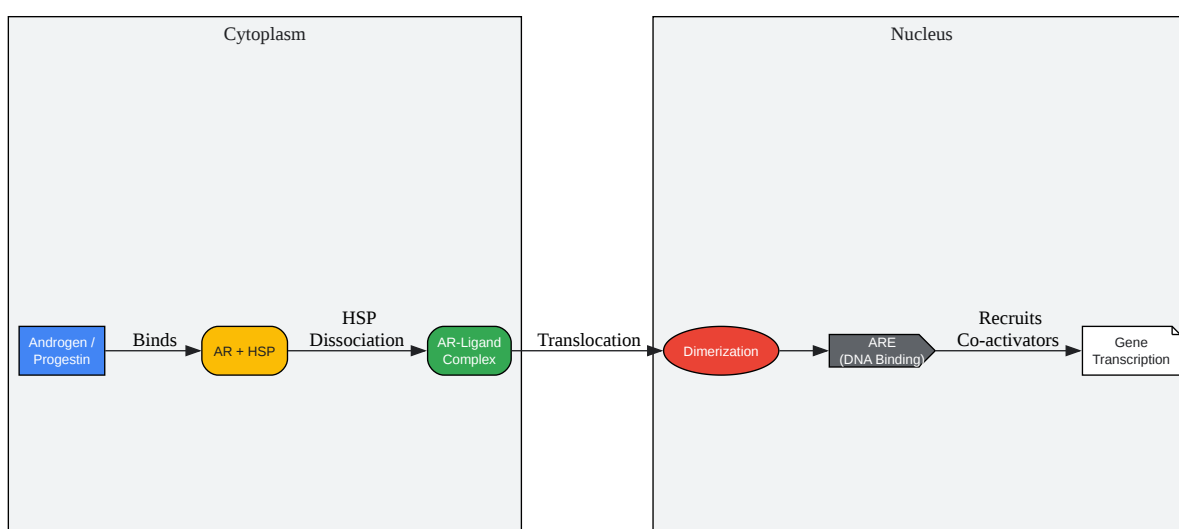 Cytoplasm
Nucleus
Androgen /
Progestin
Binds
AR + HSP
HSP
Dissociation
AR-Ligand
Complex
Translocation
Dimerization
ARE
(DNA Binding)
Recruits
Co-activators
Gene
Transcription